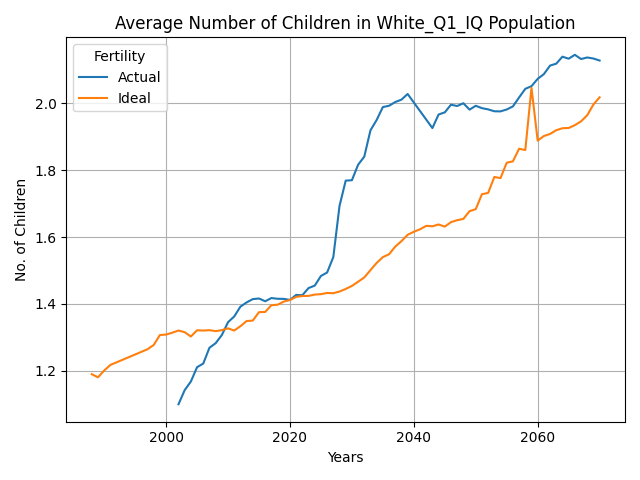 Average Number of Children in White_Q1_IQ Population
Fertility
Actual
Ideal
No. of Children
2.0
1.8
1.6
1.4
1.2
2000
2020
2040
2060
Years